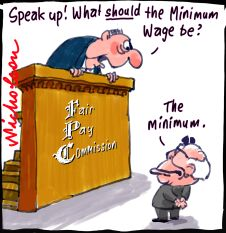 Speak up! What should the Minimum
Wage be?
Nicholson
Fair
Pay
Commission
The
Minimum.